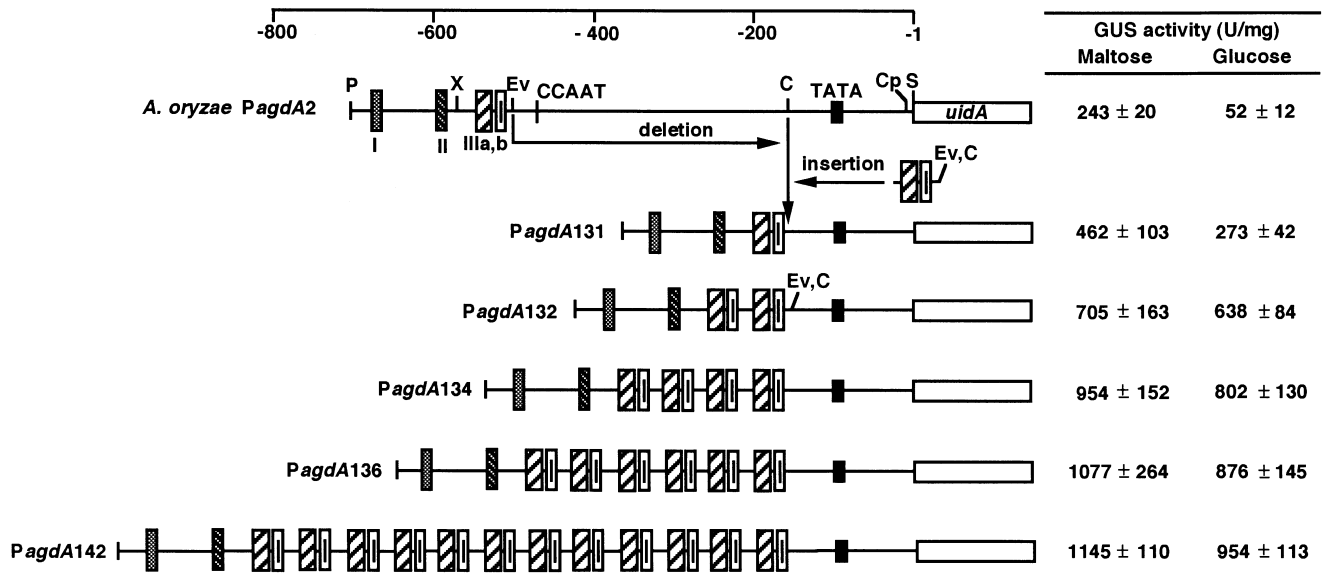 -800 -600 - 400 -200 -1
GUS activity (U/mg)
Maltose Glucose
A. oryzae PagdA2 P X Ev CCAAT C TATA Cp S uidA 243 ± 20 52 ± 12
I II IIIa,b deletion
insertion Ev,C
PagdA131 462 ± 103 273 ± 42
Ev,C
PagdA132 705 ± 163 638 ± 84
PagdA134 954 ± 152 802 ± 130
PagdA136 1077 ± 264 876 ± 145
PagdA142 1145 ± 110 954 ± 113